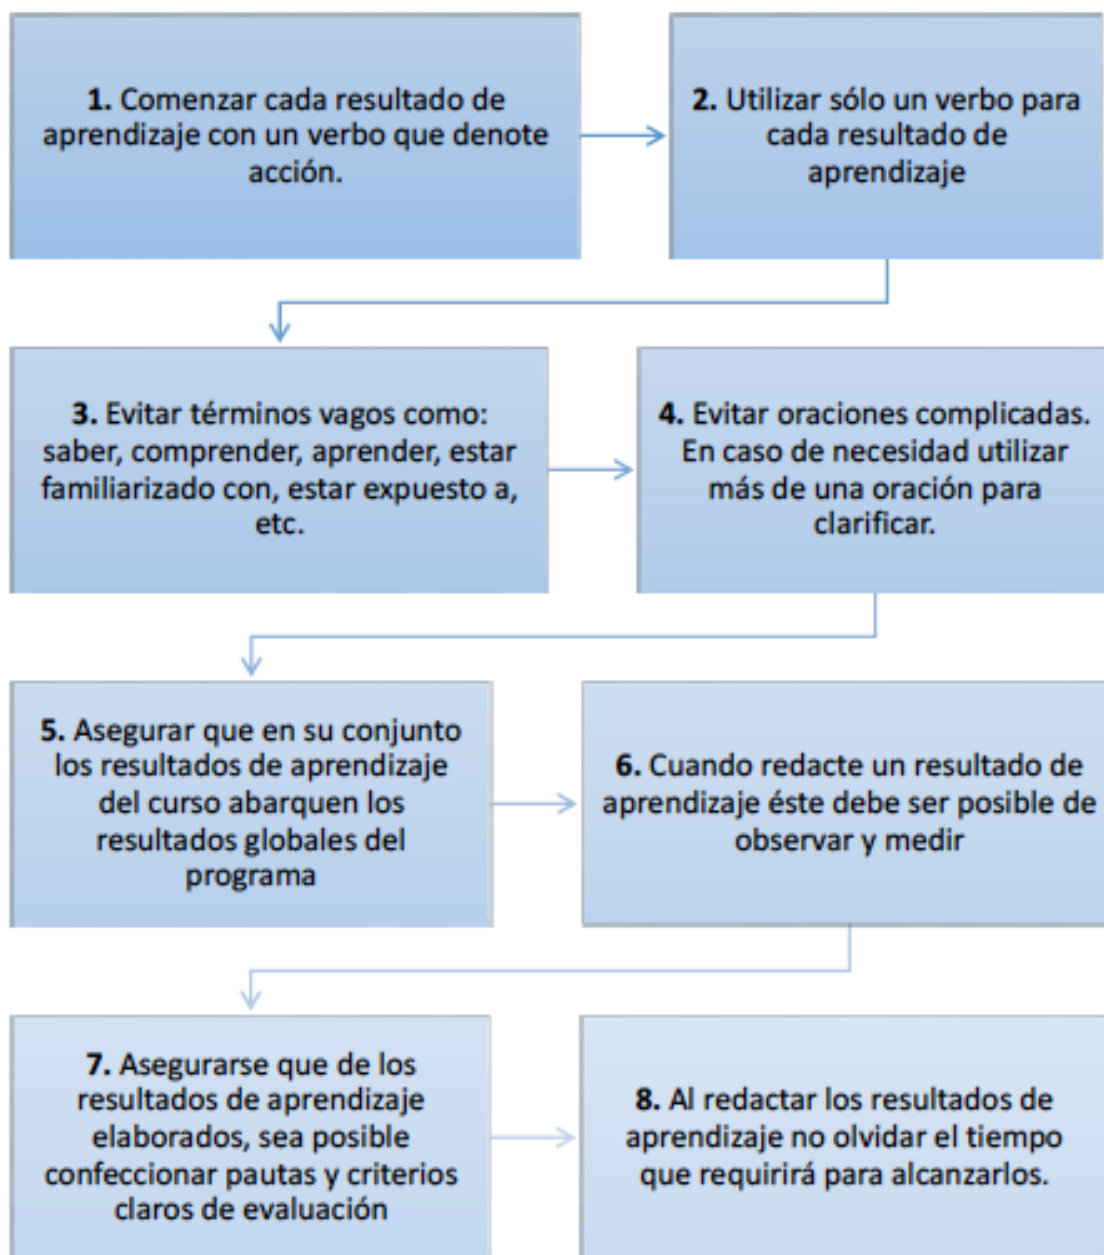 1. Comenzar cada resultado de
aprendizaje con un verbo que denote
acción.
2. Utilizar sólo un verbo para
cada resultado de
aprendizaje
3. Evitar términos vagos como:
saber, comprender, aprender, estar
familiarizado con, estar expuesto a,
etc.
4. Evitar oraciones complicadas.
En caso de necesidad utilizar
más de una oración para
clarificar.
5. Asegurar que en su conjunto
los resultados de aprendizaje
del curso abarquen los
resultados globales del
programa
6. Cuando redacte un resultado de
aprendizaje éste debe ser posible de
observar y medir
7. Asegurarse que de los
resultados de aprendizaje
elaborados, sea posible
confeccionar pautas y criterios
claros de evaluación
8. Al redactar los resultados de
aprendizaje no olvidar el tiempo
que requirirá para alcanzarlos.